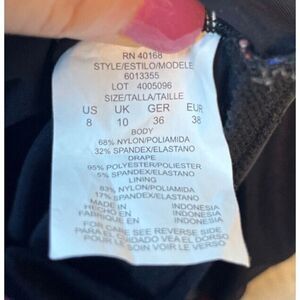 RN 40168
STYLE/ESTILO/MODELE
6013355
LOT 4005096
SIZE/TALLA/TAILLE
US UK GER EUR
8 10 36 38
BODY
68% NYLON/POLIAMIDA
32% SPANDEX/ELASTANO
DRAPE
95% POLYESTER/POLIESTER
5% SPANDEX/ELASTANO
LINING
83% NYLON/POLIAMIDA
17% SPANDEX/ELASTANO
MADE IN INDONESIA
HECHO EN INDONESIA
FABRIQUE EN INDONESIA
FOR CARE SEE REVERSE SIDE
PARA EL CUIDADO VEA EL DORSO
POUR LE SOIN VOIR LE VERSO